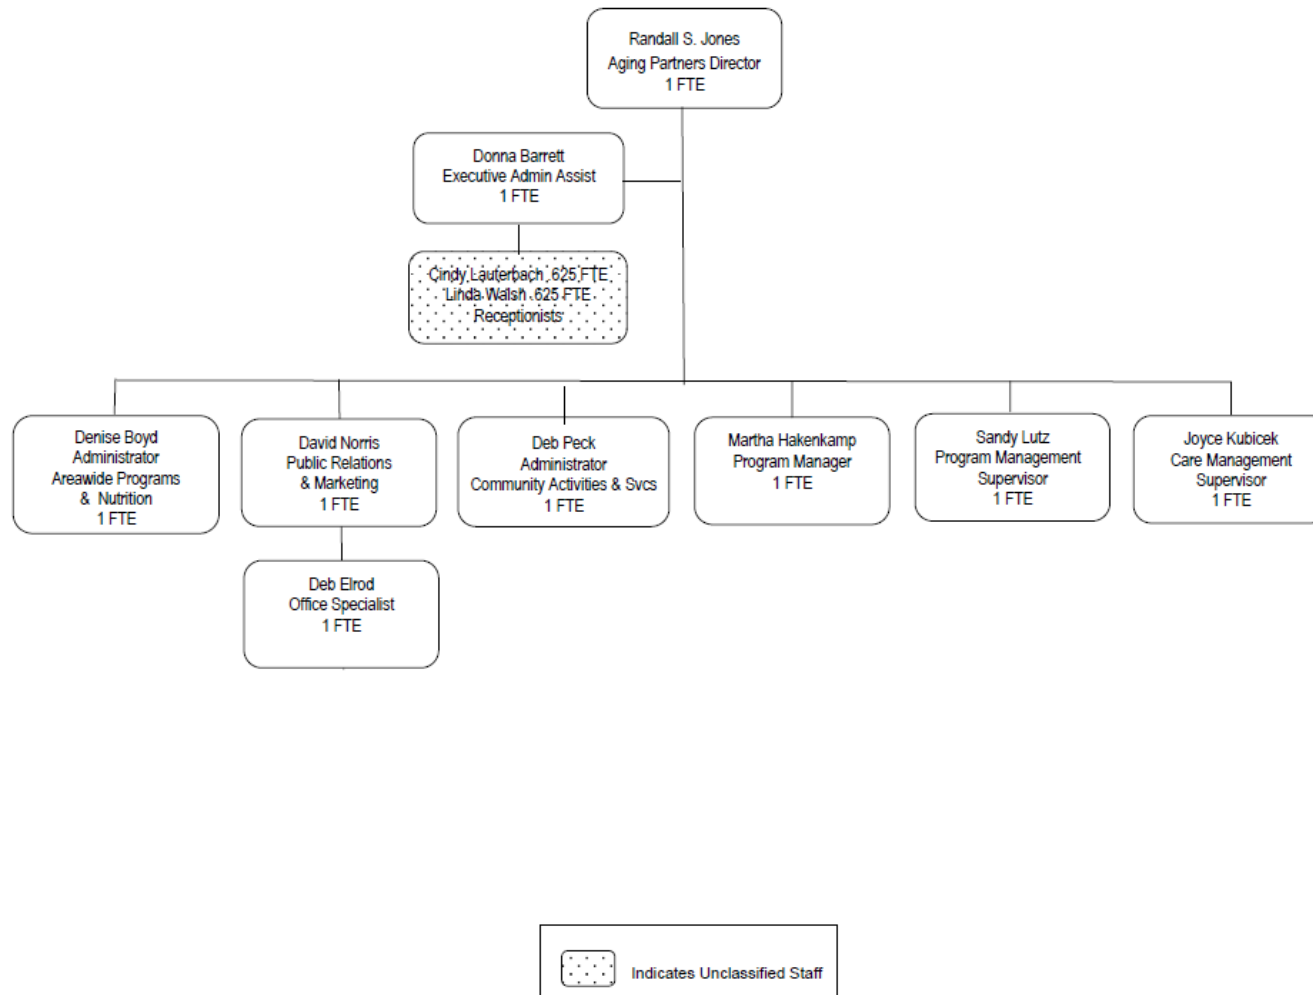 Randall S. Jones
Aging Partners Director
1 FTE
Donna Barrett
Executive Admin Assist
1 FTE
Cindy Lauterbach .625 FTE
Linda Walsh .625 FTE
Receptionists
Denise Boyd
Administrator
Areawide Programs
& Nutrition
1 FTE
David Norris
Public Relations
& Marketing
1 FTE
Deb Peck
Administrator
Community Activities & Svcs
1 FTE
Martha Hakenkamp
Program Manager
1 FTE
Sandy Lutz
Program Management
Supervisor
1 FTE
Joyce Kubicek
Care Management
Supervisor
1 FTE
Deb Elrod
Office Specialist
1 FTE
Indicates Unclassified Staff